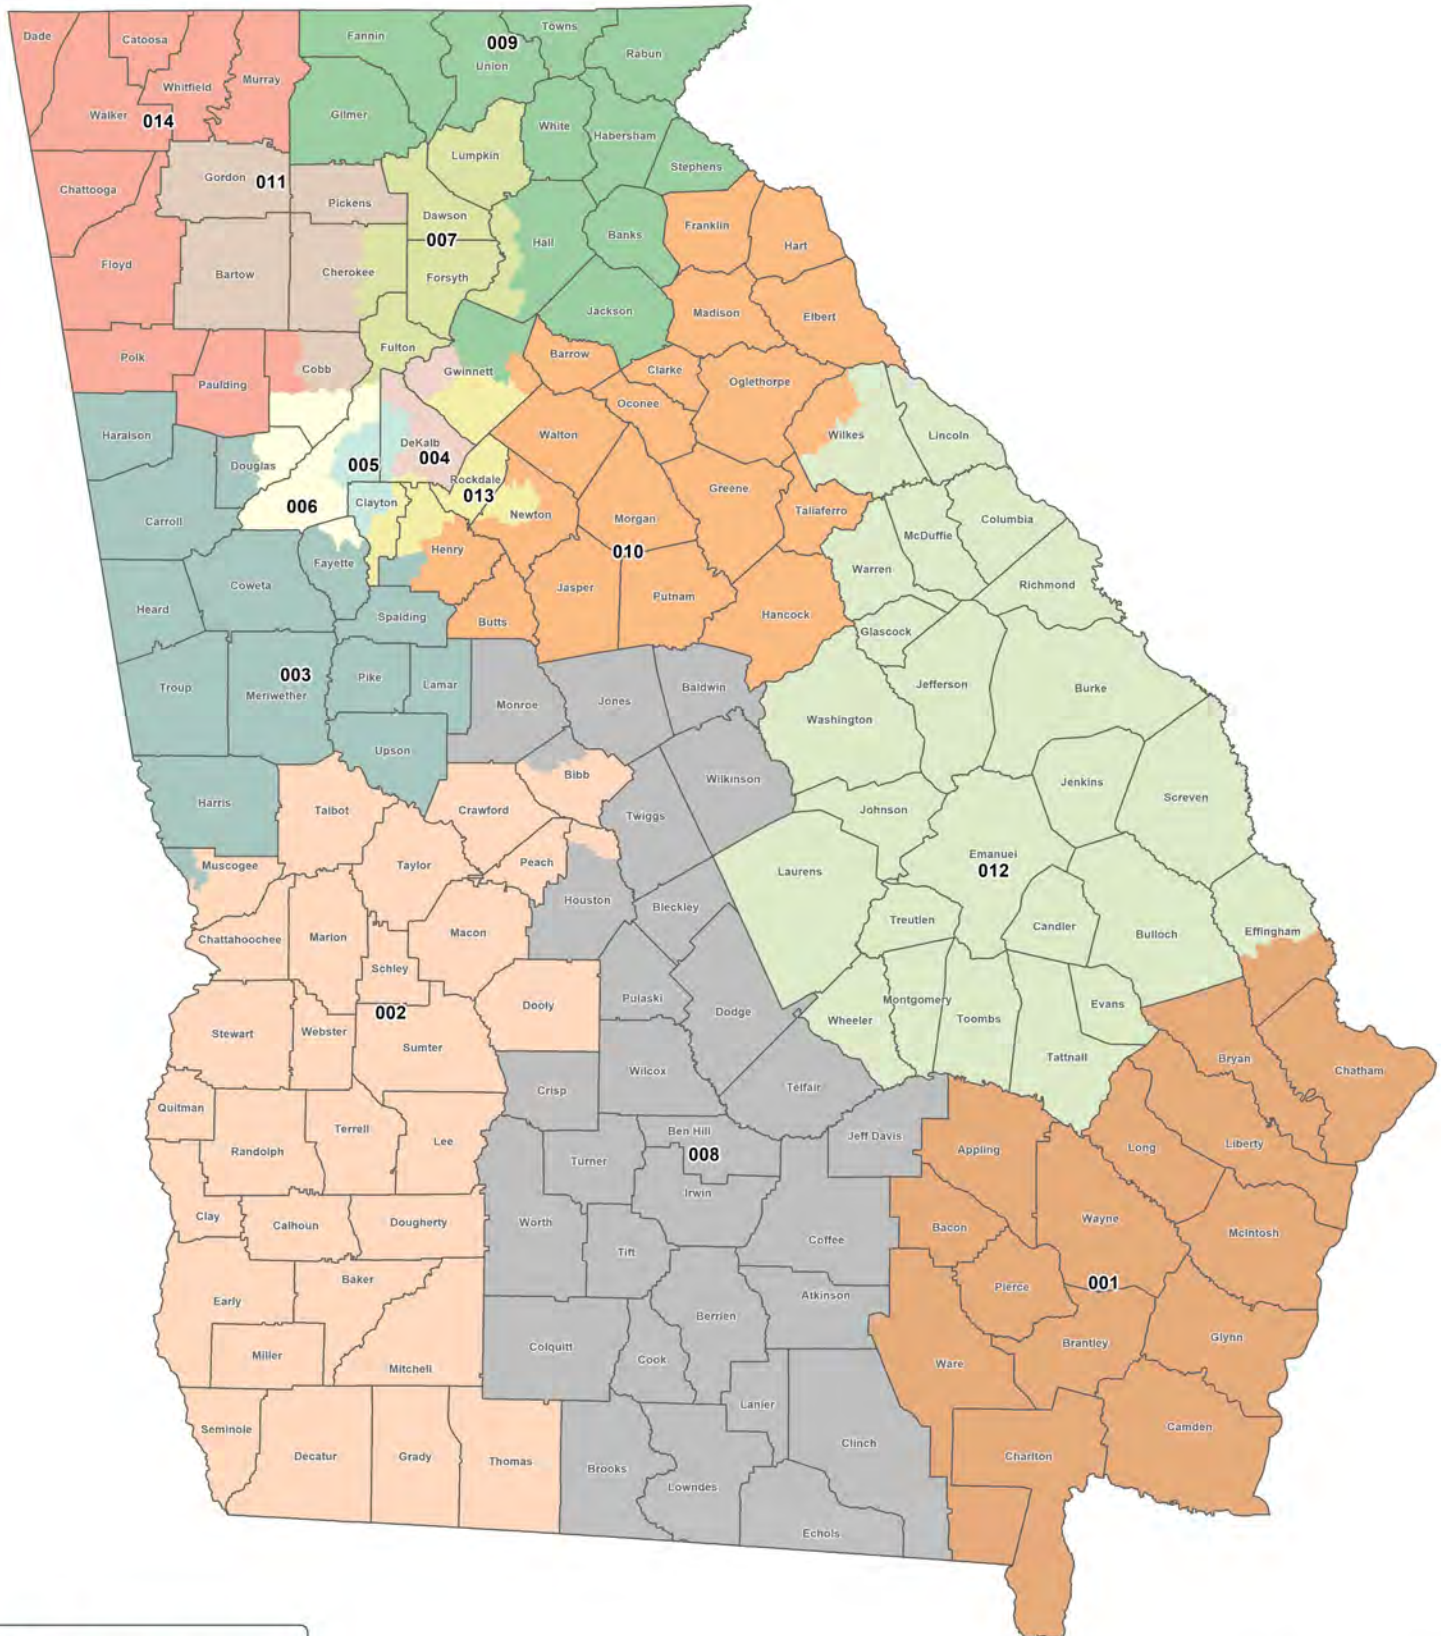 Dade
Catoosa
Fannin
Towns
009
Union
Rabun
Whitfield
Murray
Walker
014
Gilmer
White
Habersham
Lumpkin
Stephens
Chattooga
Gordon
011
Pickens
Dawson
007
Hall
Banks
Franklin
Hart
Floyd
Bartow
Cherokee
Forsyth
Jackson
Madison
Elbert
Polk
Paulding
Cobb
Fulton
Gwinnett
Barrow
Clarke
Oglethorpe
Oconee
Haralson
Douglas
DeKalb
004
005
Walton
Wilkes
Lincoln
Rockdale
013
Carroll
006
Clayton
Newton
Morgan
Greene
Taliaferro
McDuffie
Columbia
Henry
010
Fayette
Coweta
Warren
Richmond
Heard
Spalding
Butts
Jasper
Putnam
Hancock
Glascock
Troup
003
Meriwether
Pike
Lamar
Monroe
Jones
Baldwin
Jefferson
Burke
Washington
Upson
Bibb
Wilkinson
Harris
Talbot
Crawford
Twiggs
Johnson
Jenkins
Screven
Muscogee
Taylor
Peach
Laurens
Emanuel
012
Houston
Bleckley
Chattahoochee
Marion
Macon
Treutlen
Candler
Bulloch
Effingham
Schley
Stewart
Webster
002
Sumter
Dooly
Pulaski
Dodge
Wheeler
Montgomery
Toombs
Evans
Tattnall
Bryan
Chatham
Quitman
Randolph
Terrell
Lee
Crisp
Wilcox
Telfair
Ben Hill
008
Jeff Davis
Appling
Long
Liberty
Turner
Irwin
Clay
Calhoun
Dougherty
Worth
Tift
Coffee
Bacon
Wayne
McIntosh
Early
Baker
Berrien
Atkinson
Pierce
001
Miller
Mitchell
Colquitt
Cook
Ware
Brantley
Glynn
Seminole
Decatur
Grady
Thomas
Brooks
Lanier
Lowndes
Clinch
Echols
Charlton
Camden